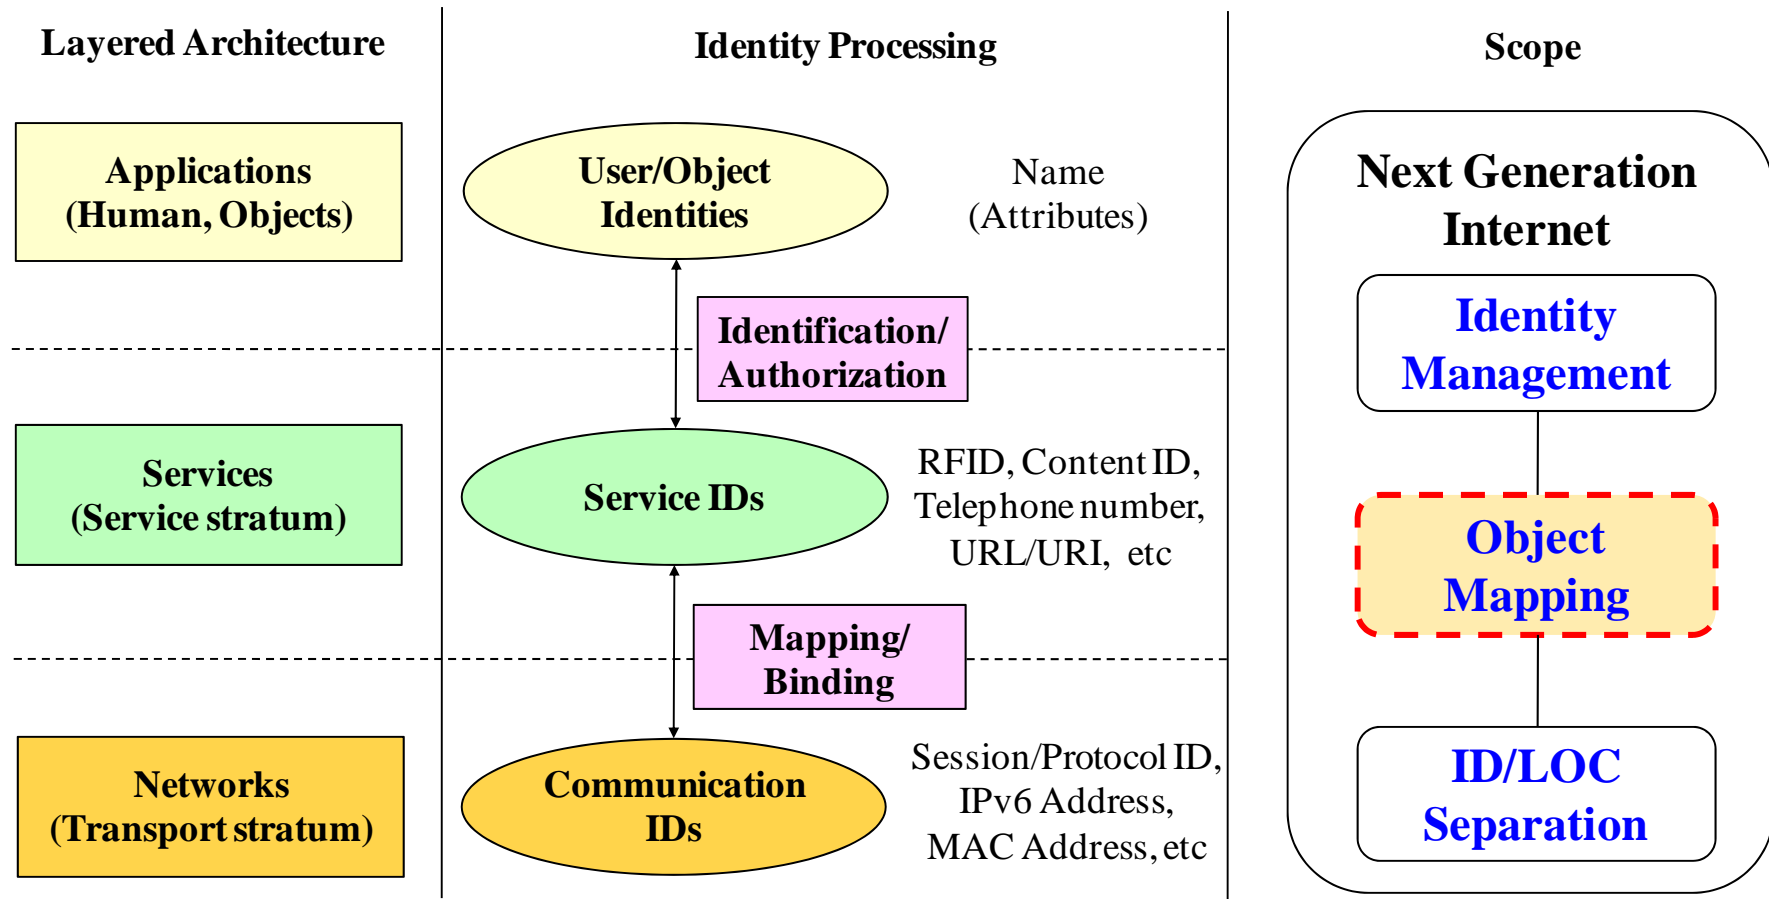 Layered Architecture
Identity Processing
Scope
Applications
(Human, Objects)
User/Object
Identities
Name
(Attributes)
Next Generation
Internet
Identification/
Authorization
Identity
Management
Services
(Service stratum)
Service IDs
RFID, Content ID,
Telephone number,
URL/URI, etc
Object
Mapping
Mapping/
Binding
Networks
(Transport stratum)
Communication
IDs
Session/Protocol ID,
IPv6 Address,
MAC Address, etc
ID/LOC
Separation